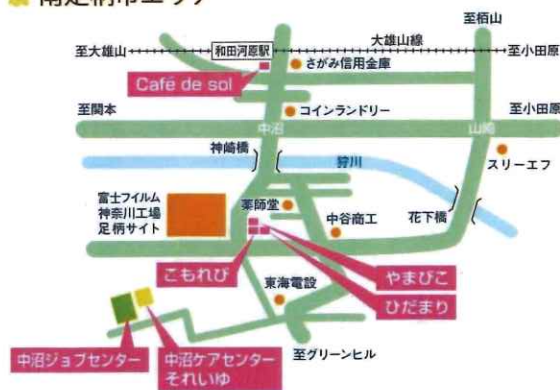 南足柄市エリア
至栢山
至大雄山
和田河原駅
大雄山線
至小田原
さがみ信用金庫
Café de sol
至関本
コインランドリー
至小田原
中沼
山崎
神崎橋
狩川
スリーエフ
富士フイルム
神奈川工場
足柄サイト
薬師堂
中谷商工
花下橋
こもれび
やまびこ
東海電設
ひだまり
中沼ジョブセンター
中沼ケアセンター
それいゆ
至グリーンヒル